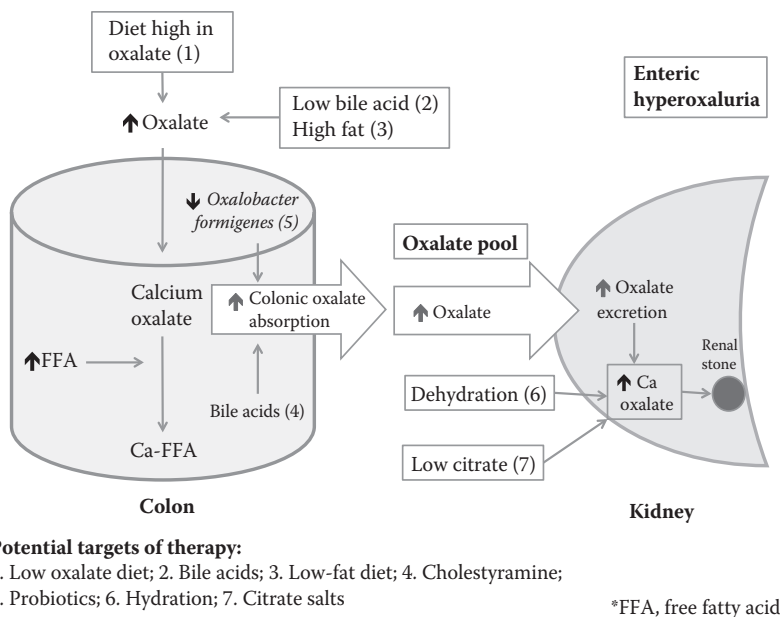 Diet high in
oxalate (1)
Enteric
hyperoxaluria
Oxalate
Low bile acid (2)
High fat (3)
Oxalobacter
formigenes (5)
Oxalate pool
Calcium
oxalate
Colonic oxalate
absorption
Oxalate
Oxalate
excretion
FFA
Renal
stone
Ca
oxalate
Dehydration (6)
Bile acids (4)
Ca-FFA
Low citrate (7)
Colon
Kidney
otential targets of therapy:
. Low oxalate diet; 2. Bile acids; 3. Low-fat diet; 4. Cholestyramine;
. Probiotics; 6. Hydration; 7. Citrate salts
*FFA, free fatty acid